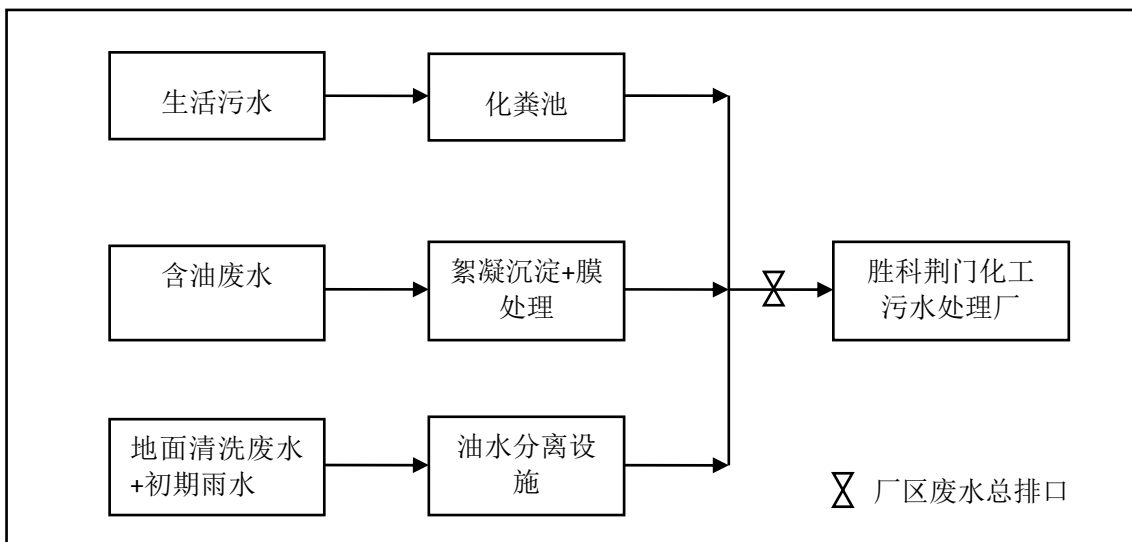 生活污水
化粪池
含油废水
絮凝沉淀+膜
处理
胜科荆门化工
污水处理厂
地面清洗废水
+初期雨水
油水分离设
施
厂区废水总排口